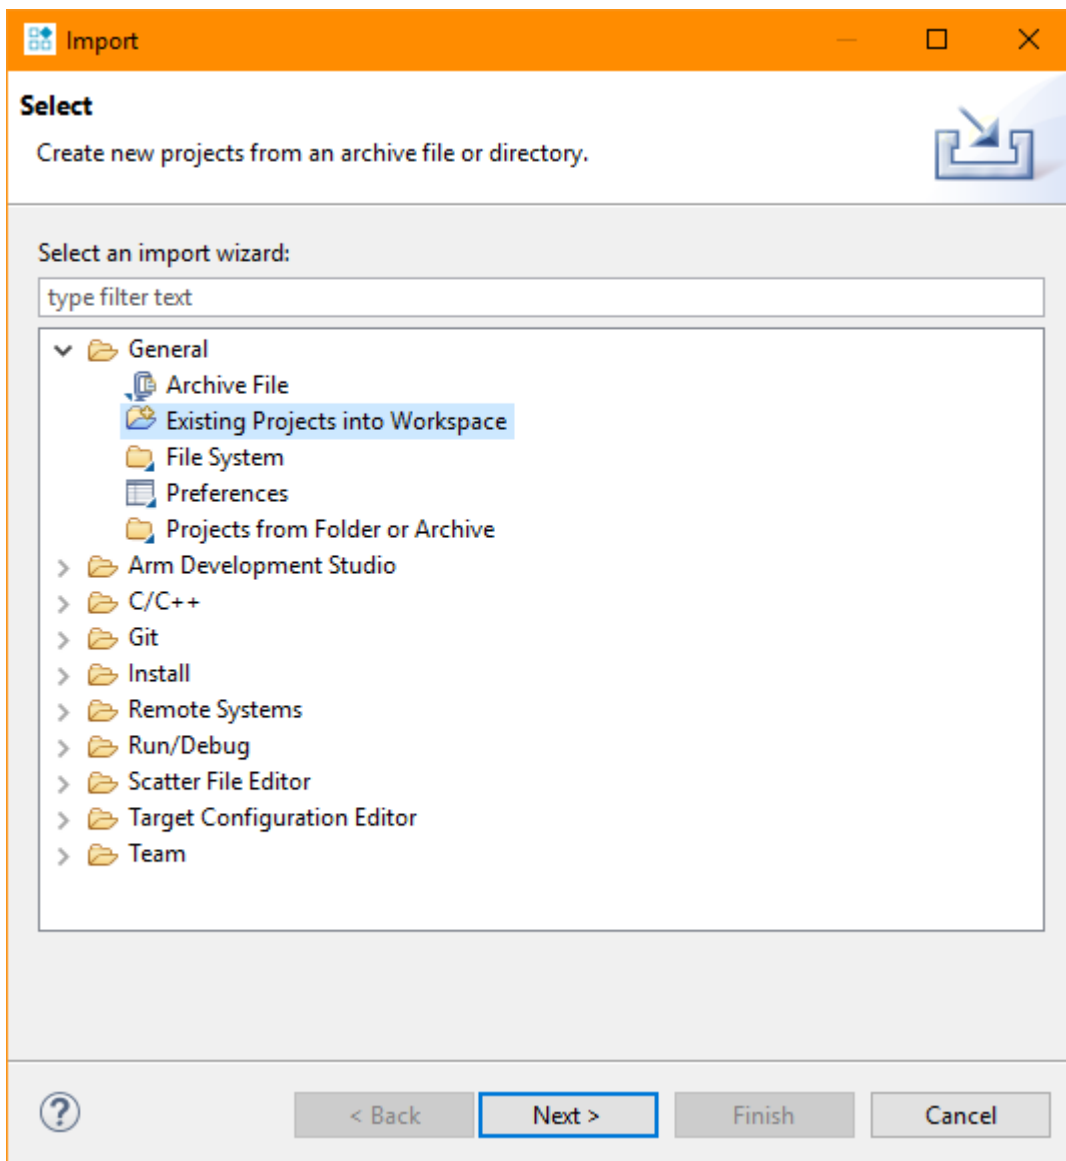 Import
Select
Create new projects from an archive file or directory.
Select an import wizard:
type filter text
General
Archive File
Existing Projects into Workspace
File System
Preferences
Projects from Folder or Archive
Arm Development Studio
C/C++
Git
Install
Remote Systems
Run/Debug
Scatter File Editor
Target Configuration Editor
Team
? < Back Next > Finish Cancel